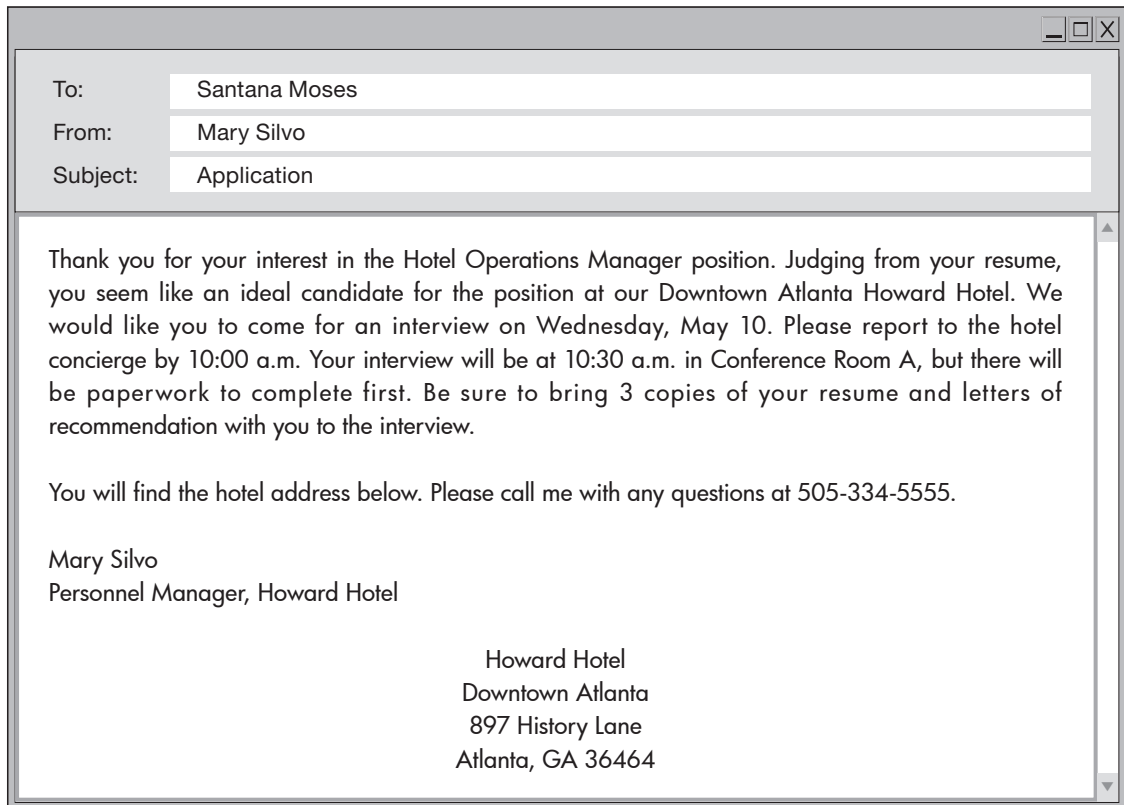 To: Santana Moses
From: Mary Silvo
Subject: Application
Thank you for your interest in the Hotel Operations Manager position. Judging from your resume,
you seem like an ideal candidate for the position at our Downtown Atlanta Howard Hotel. We
would like you to come for an interview on Wednesday, May 10. Please report to the hotel
concierge by 10:00 a.m. Your interview will be at 10:30 a.m. in Conference Room A, but there will
be paperwork to complete first. Be sure to bring 3 copies of your resume and letters of
recommendation with you to the interview.
You will find the hotel address below. Please call me with any questions at 505-334-5555.
Mary Silvo
Personnel Manager, Howard Hotel
Howard Hotel
Downtown Atlanta
897 History Lane
Atlanta, GA 36464